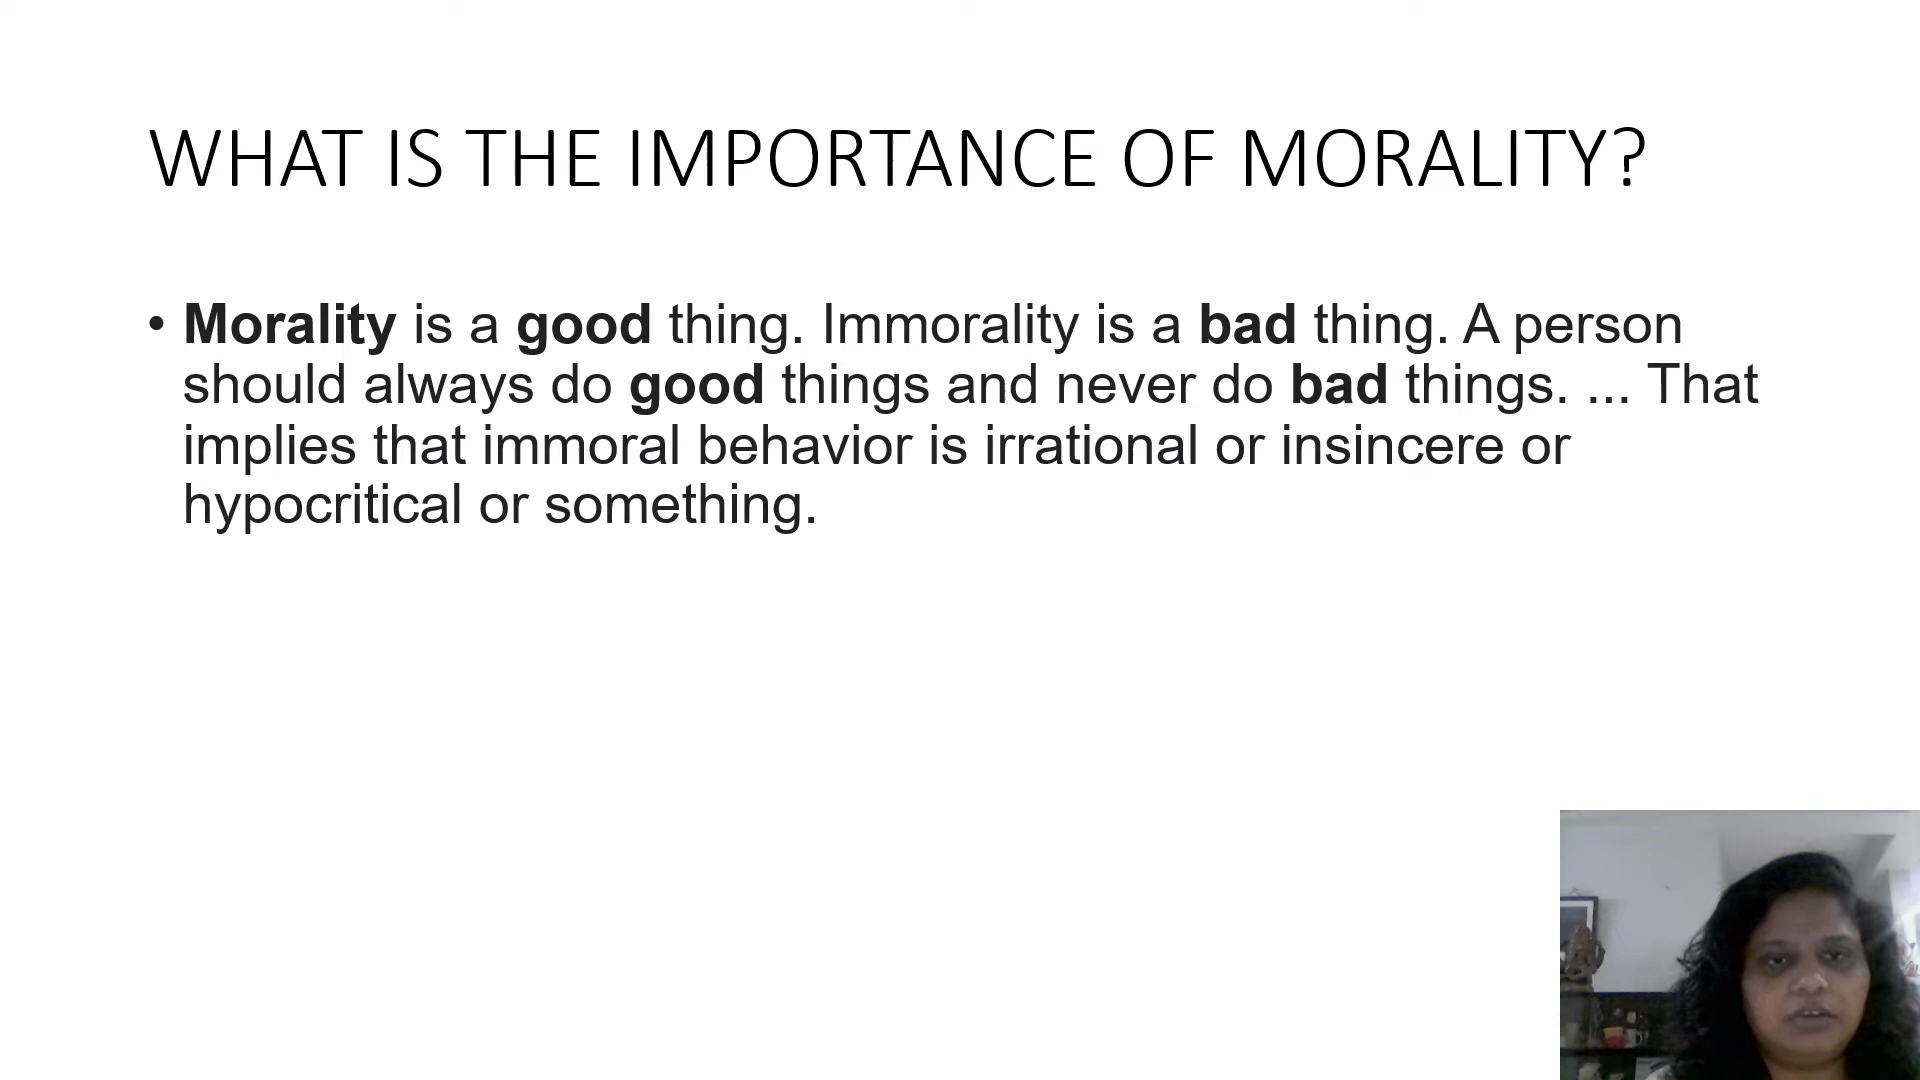 WHAT IS THE IMPORTANCE OF MORALITY?
• Morality is a good thing. Immorality is a bad thing. A person
should always do good things and never do bad things. ... That
implies that immoral behavior is irrational or insincere or
hypocritical or something.